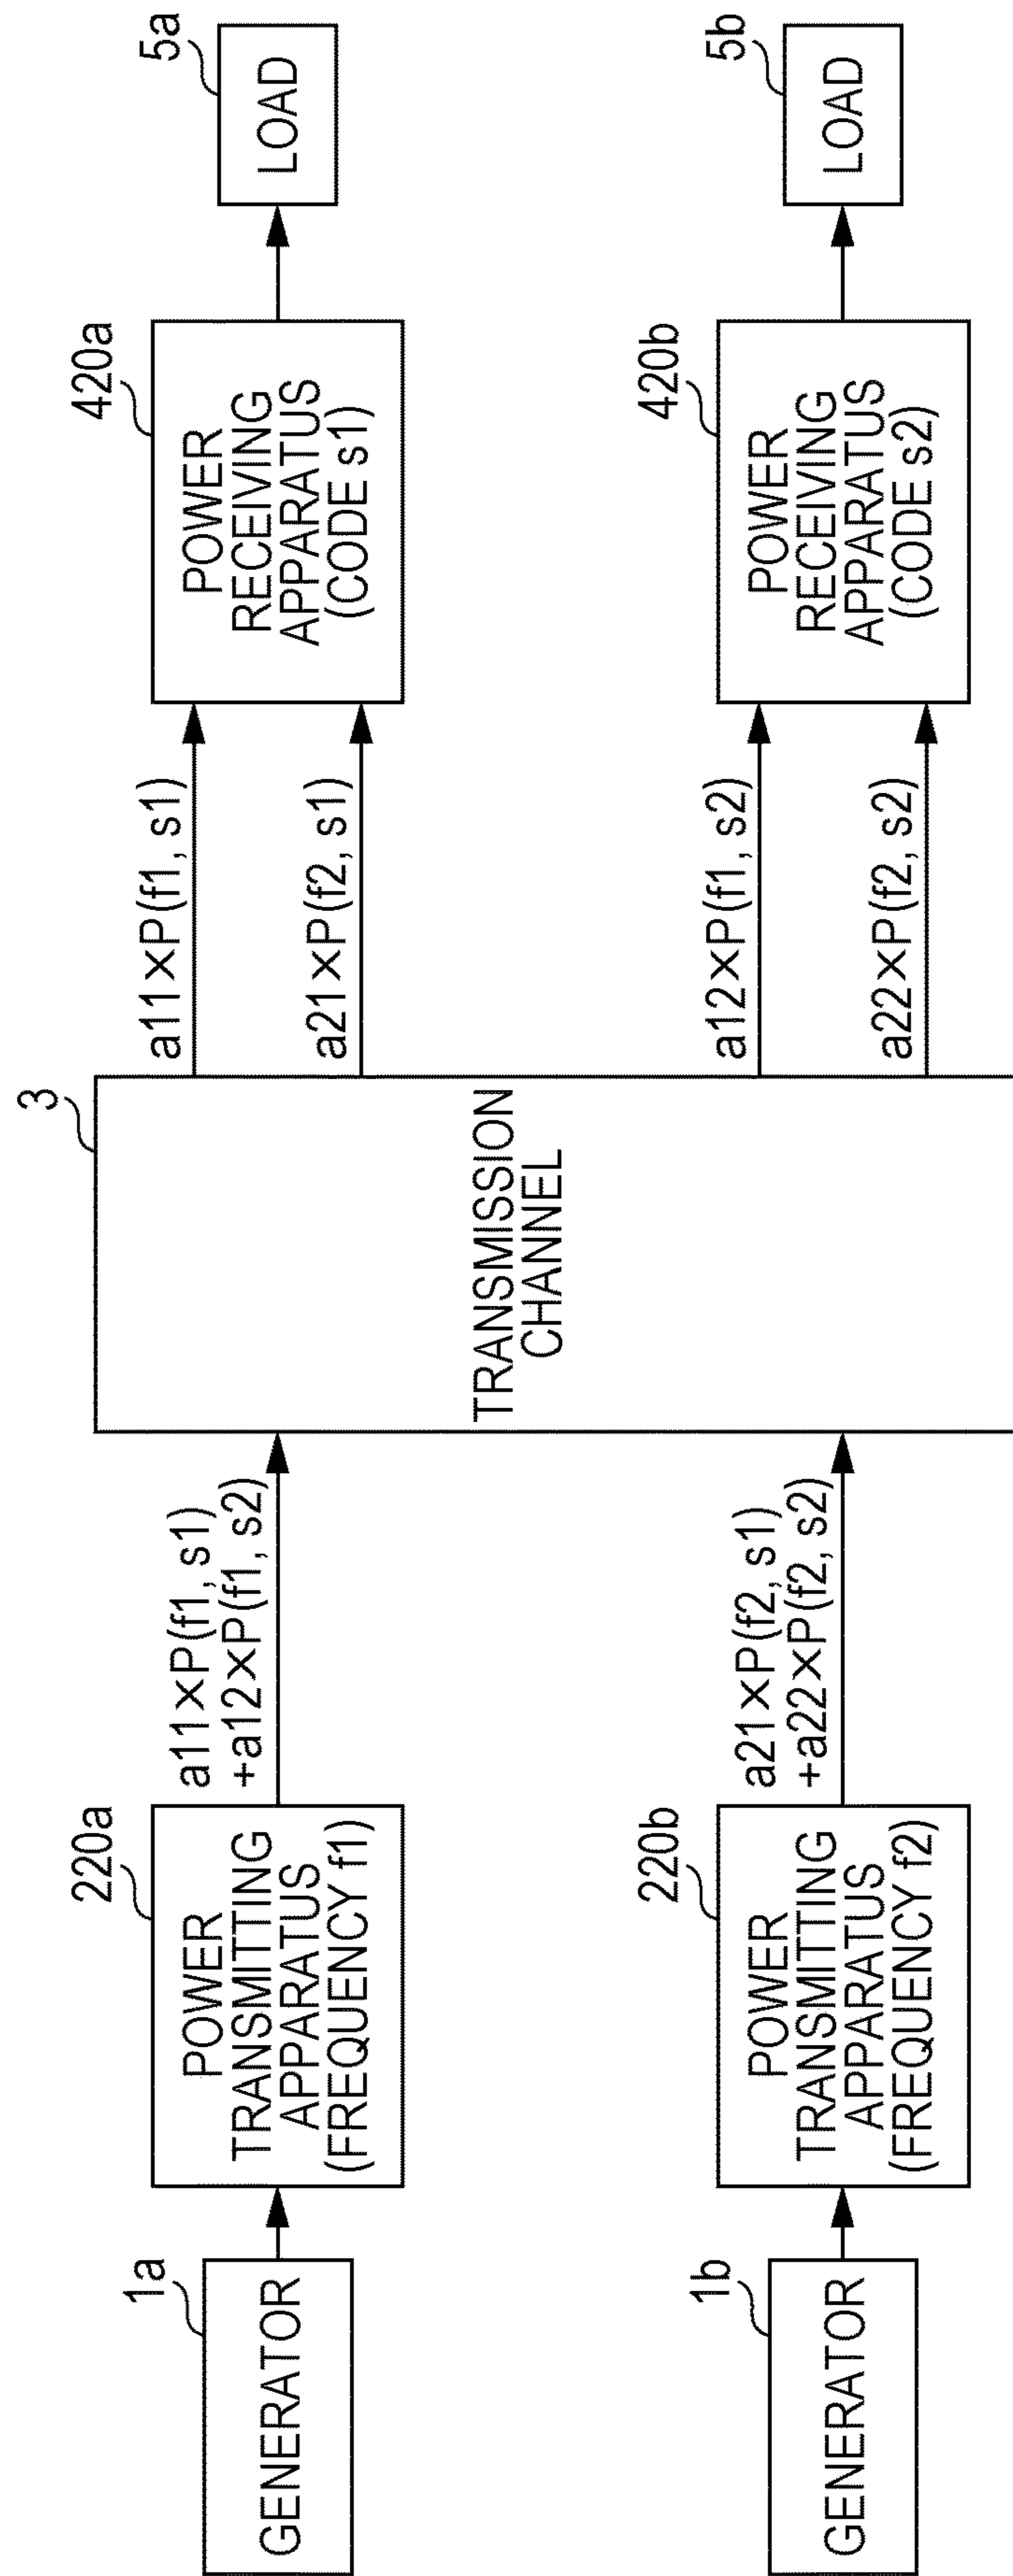 1a
GENERATOR
220a
POWER
TRANSMITTING
APPARATUS
(FREQUENCY f1)
a11×P(f1, s1)
+a12×P(f1, s2)
3
TRANSMISSION
CHANNEL
a11×P(f1, s1)
a21×P(f2, s1)
420a
POWER
RECEIVING
APPARATUS
(CODE s1)
5a
LOAD
1b
GENERATOR
220b
POWER
TRANSMITTING
APPARATUS
(FREQUENCY f2)
a21×P(f2, s1)
+a22×P(f2, s2)
a12×P(f1, s2)
a22×P(f2, s2)
420b
POWER
RECEIVING
APPARATUS
(CODE s2)
5b
LOAD